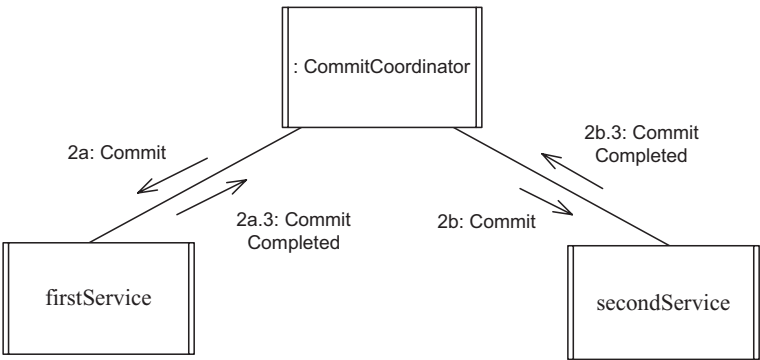 : CommitCoordinator
2a: Commit
2b.3: Commit
Completed
2a.3: Commit
Completed
2b: Commit
firstService
secondService